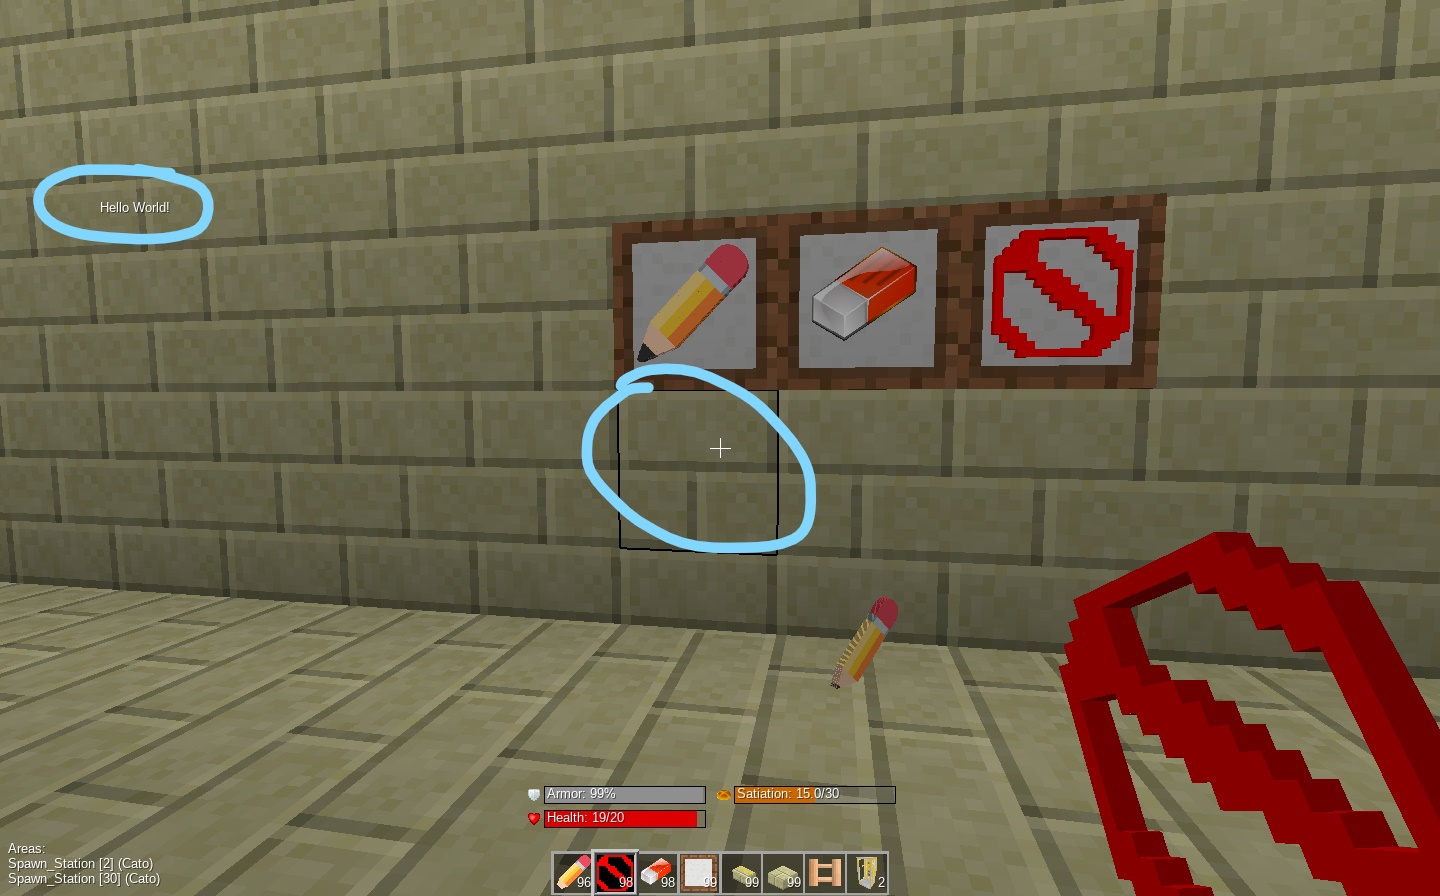 Hello World!
Armor: 99%
Satiation: 15.0/30
Health: 19/20
Areas:
Spawn_Station [2] (Cato)
Spawn_Station [30] (Cato)
96
98
98
99
99
99
2